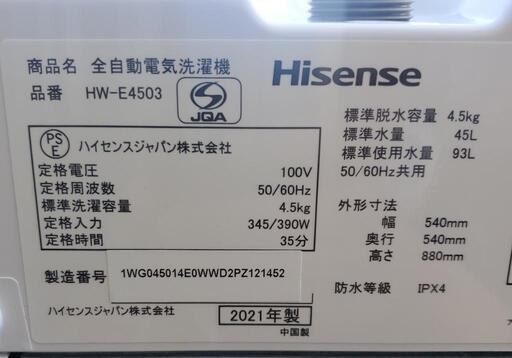 商品名 全自動電気洗濯機
品番 HW-E4503
JQA
Hisense
PS
E
ハイセンスジャパン株式会社
定格電圧 100V
定格周波数 50/60Hz
標準洗濯容量 4.5kg
定格入力 345/390W
定格時間 35分
標準脱水容量 4.5kg
標準水量 45L
標準使用水量 93L
50/60Hz共用
外形寸法
幅 540mm
奥行 540mm
高さ 880mm
防水等級 IPX4
製造番号 1WG045014E0WWD2PZ121452
ハイセンスジャパン株式会社
2021年製
中国製